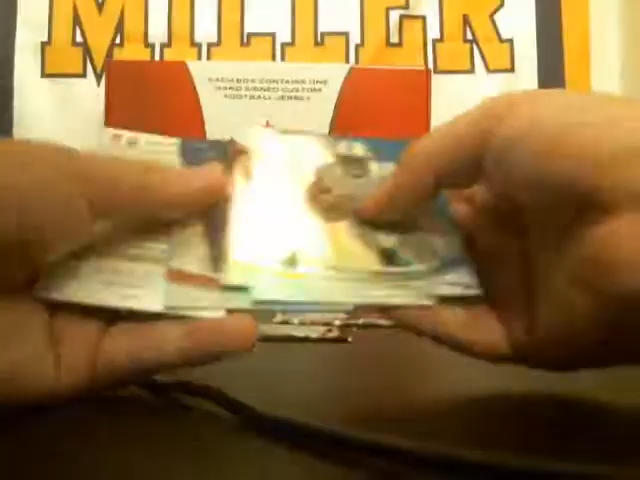 MILLER
EACH BOX CONTAINS ONE
HAND SIGNED CUSTOM
FOOTBALL JERSEY